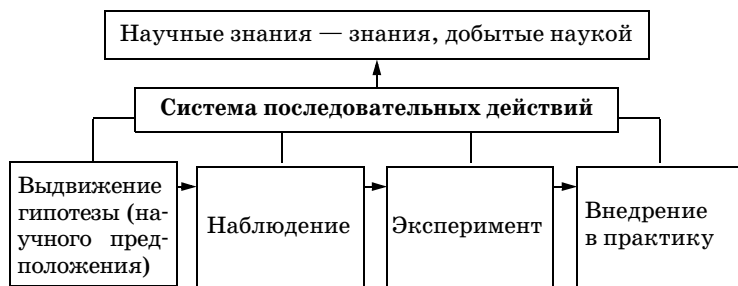 Научные знания — знания, добытые наукой
Система последовательных действий
Выдвижение
гипотезы (на-
учного пред-
положения)
Наблюдение
Эксперимент
Внедрение
в практику